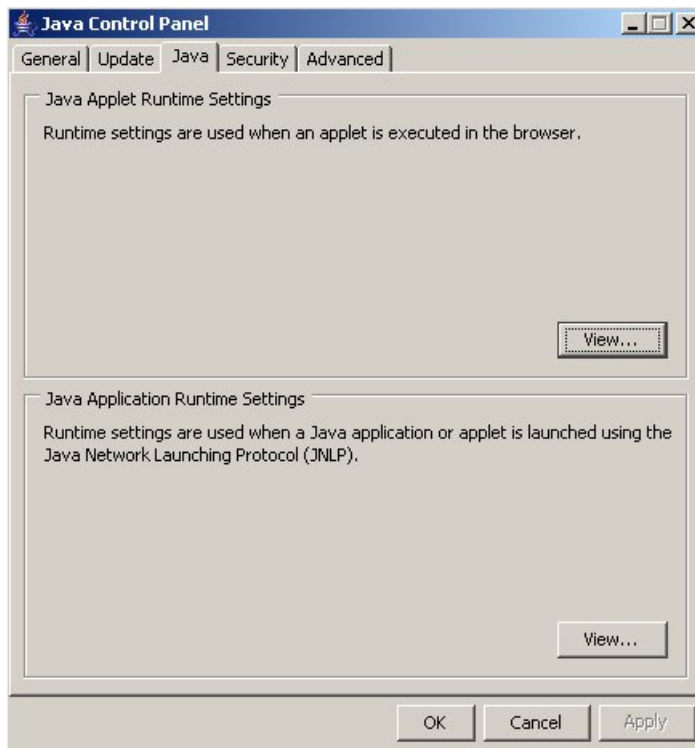 Java Control Panel
General Update Java Security Advanced
Java Applet Runtime Settings
Runtime settings are used when an applet is executed in the browser.
View...
Java Application Runtime Settings
Runtime settings are used when a Java application or applet is launched using the
Java Network Launching Protocol (JNLP).
View...
OK Cancel Apply